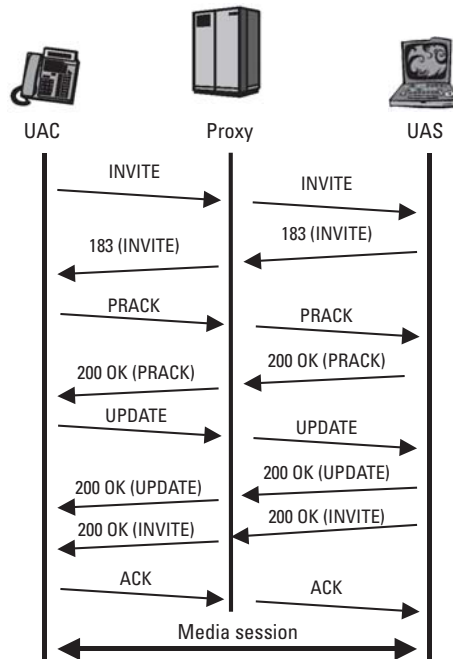 UAC Proxy UAS
INVITE
INVITE
183 (INVITE)
183 (INVITE)
PRACK
PRACK
200 OK (PRACK)
200 OK (PRACK)
UPDATE
UPDATE
200 OK (UPDATE)
200 OK (UPDATE)
200 OK (INVITE)
200 OK (INVITE)
ACK
ACK
Media session